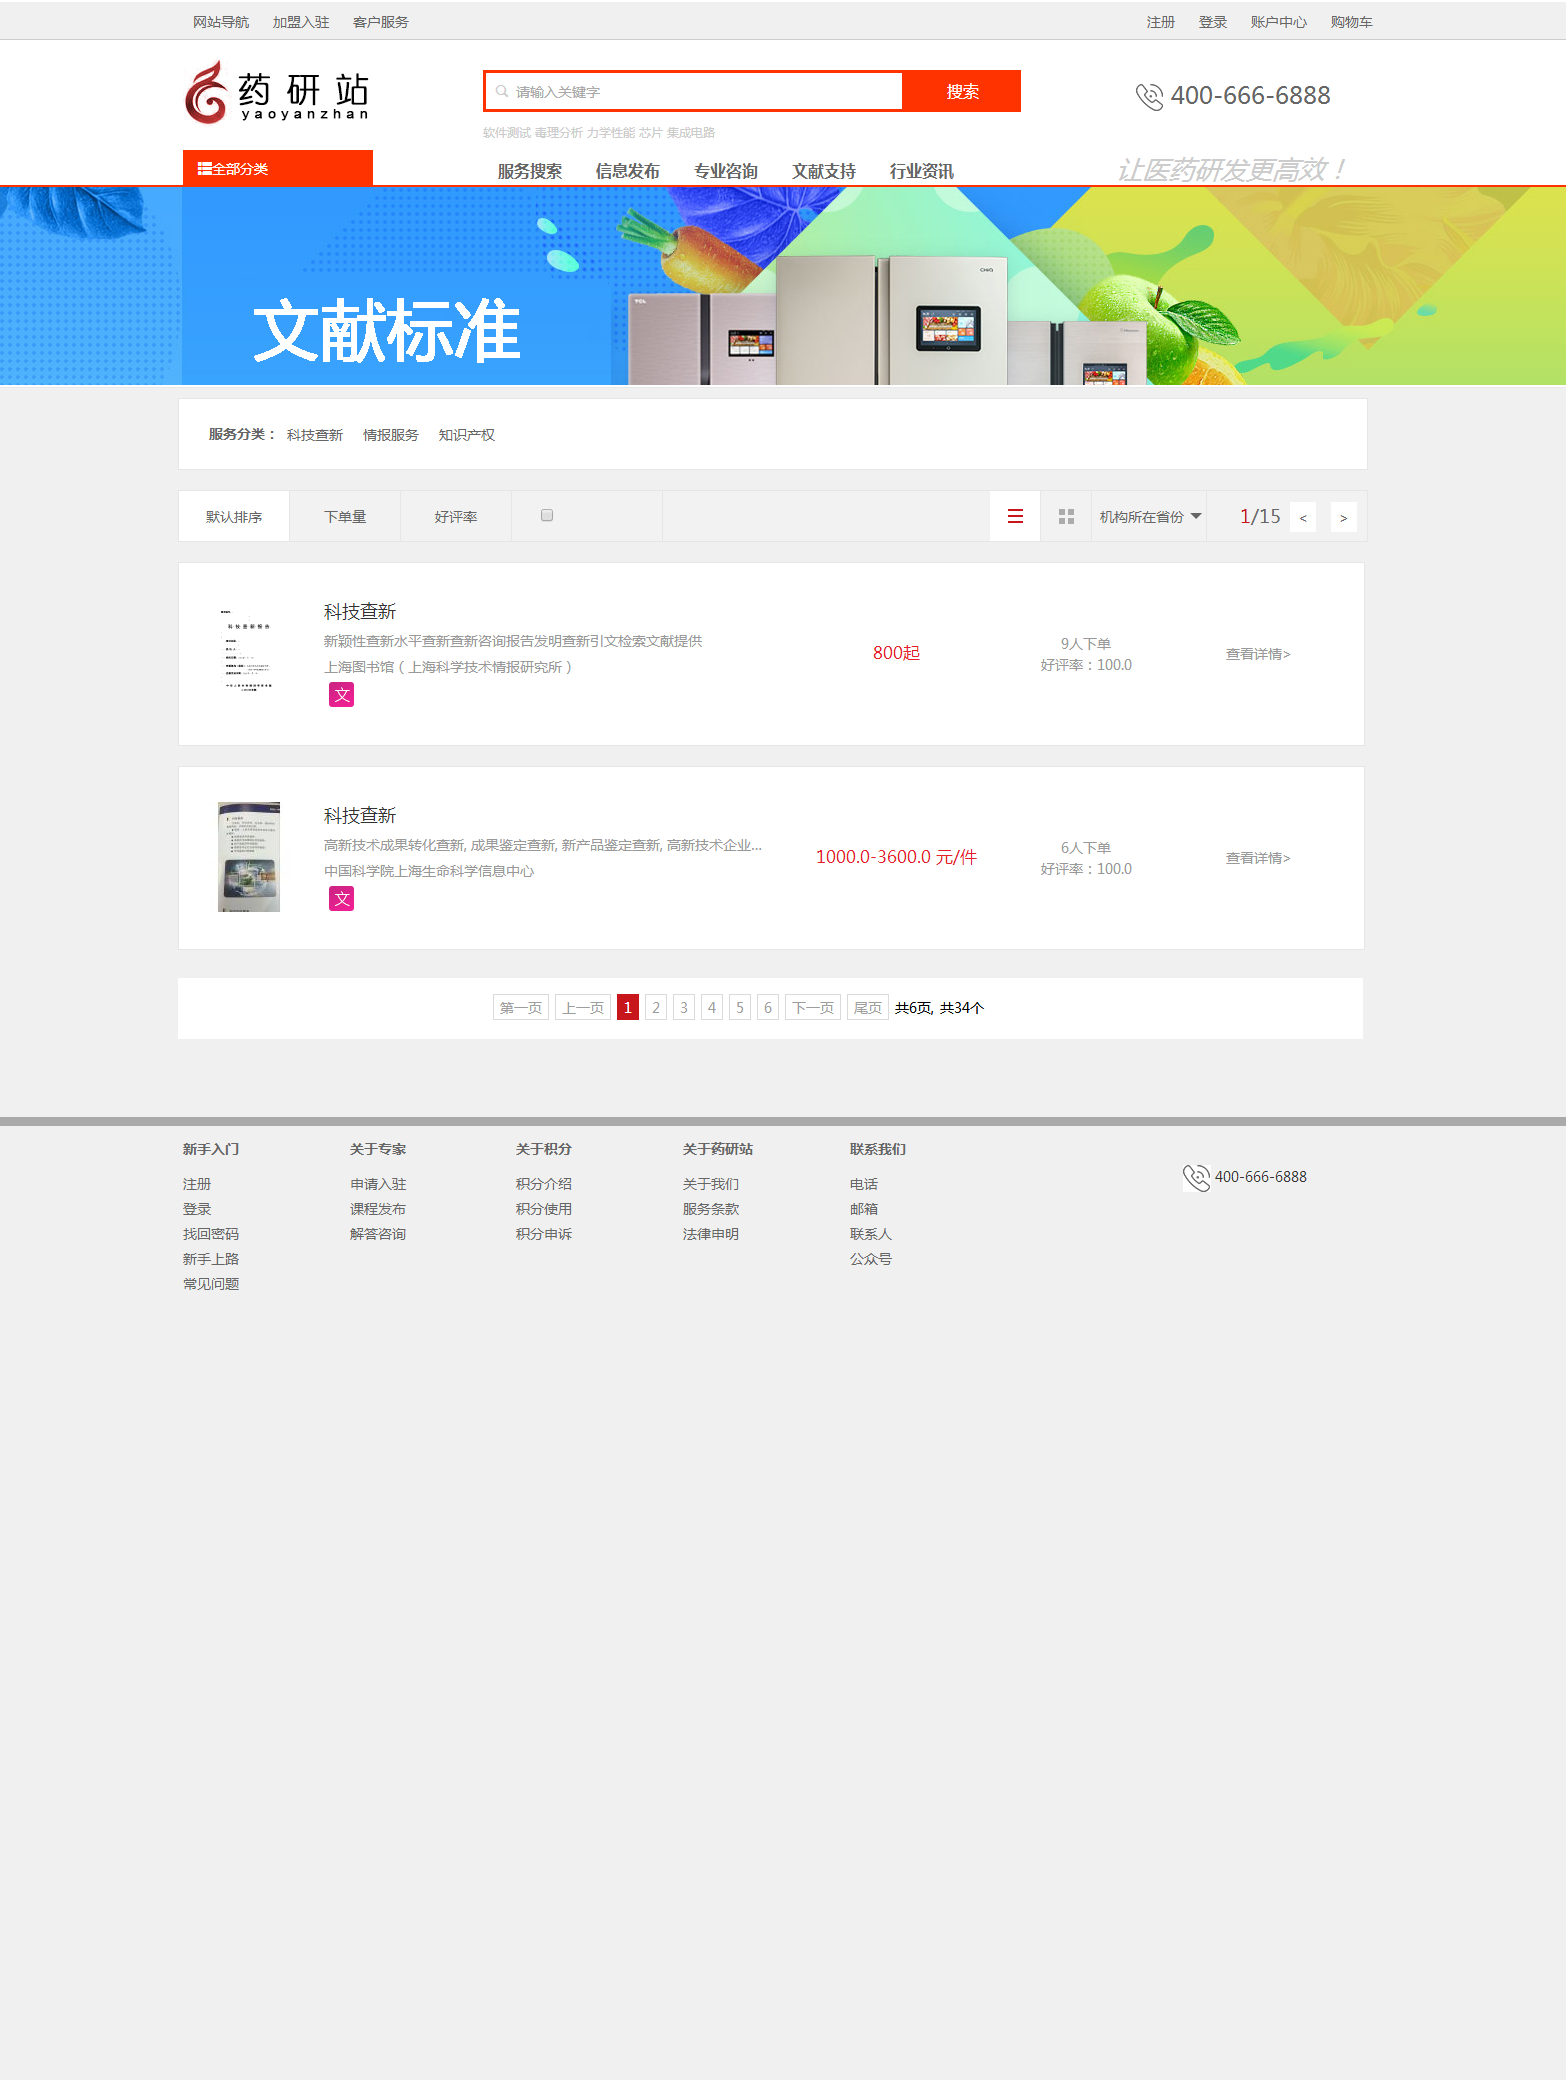 网站导航 加盟入驻 客户服务 注册 登录 账户中心 购物车
药研站
yaoyanzhan
请输入关键字 搜索
400-666-6888
软件测试 毒理分析 力学性能 芯片 集成电路
全部分类 服务搜索 信息发布 专业咨询 文献支持 行业资讯 让医药研发更高效！
文献标准
TCL
CHiQ
服务分类： 科技查新 情报服务 知识产权
默认排序 下单量 好评率 机构所在省份 1/15 < >
科技查新报告
科技查新
新颖性查新水平查新查新咨询报告发明查新引文检索文献提供
上海图书馆（上海科学技术情报研究所）
文
800起
9人下单
好评率：100.0
查看详情>
科技查新
高新技术成果转化查新, 成果鉴定查新, 新产品鉴定查新, 高新技术企业...
中国科学院上海生命科学信息中心
文
1000.0-3600.0 元/件
6人下单
好评率：100.0
查看详情>
第一页 上一页 1 2 3 4 5 6 下一页 尾页 共6页, 共34个
新手入门
注册
登录
找回密码
新手上路
常见问题
关于专家
申请入驻
课程发布
解答咨询
关于积分
积分介绍
积分使用
积分申诉
关于药研站
关于我们
服务条款
法律申明
联系我们
电话
邮箱
联系人
公众号
400-666-6888